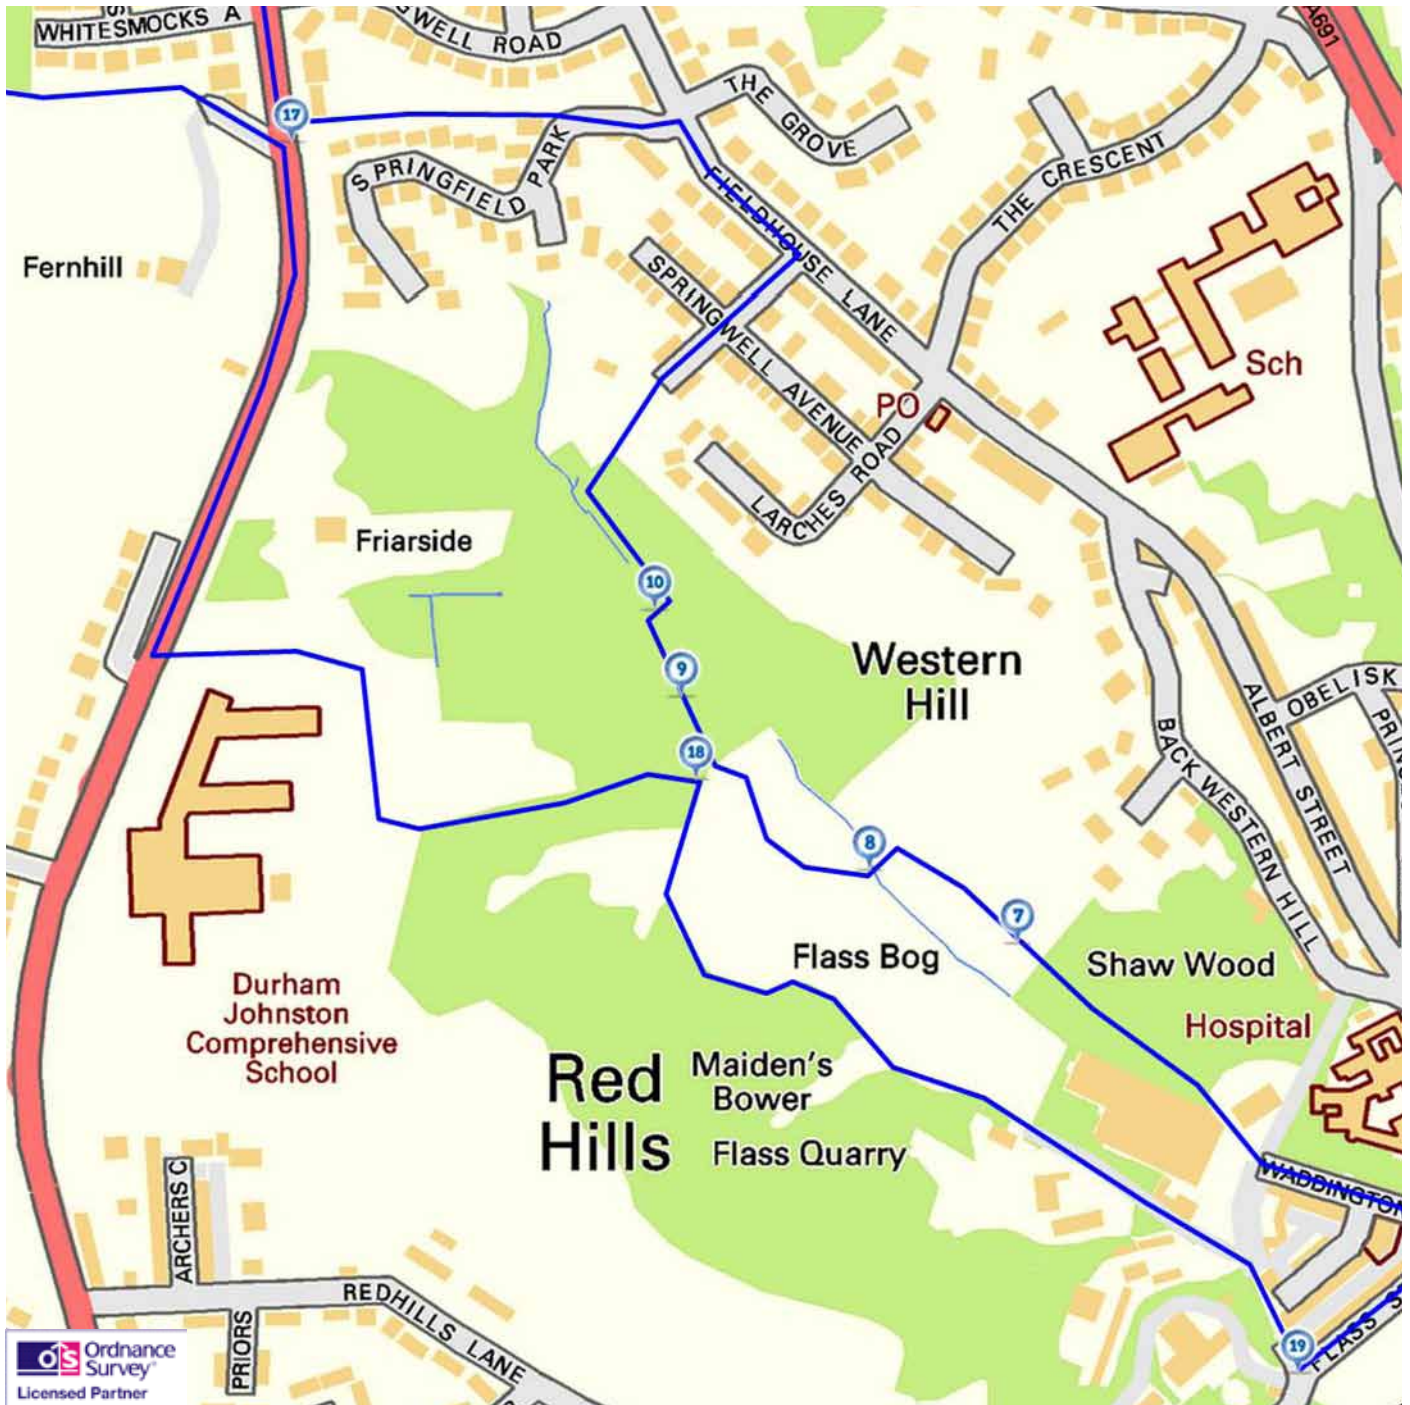 WHITESMOCKS A
WELL ROAD
A691
17
THE GROVE
SPRINGFIELD PARK
THE CRESCENT
FIELDHOUSE LANE
Fernhill
SPRINGWELL AVENUE
Sch
PO
LARCHES ROAD
Friarside
10
Western
Hill
9
OBELISK
ALBERT STREET
PRIN
18
BACK WESTERN HILL
8
7
Flass Bog
Shaw Wood
Durham
Johnston
Comprehensive
School
Hospital
Red
Hills
Maiden's
Bower
Flass Quarry
WADDINGTON
ARCHERS C
REDHILLS LANE
PRIORS
19
FLASS S
OS
Ordnance
Survey®
Licensed Partner